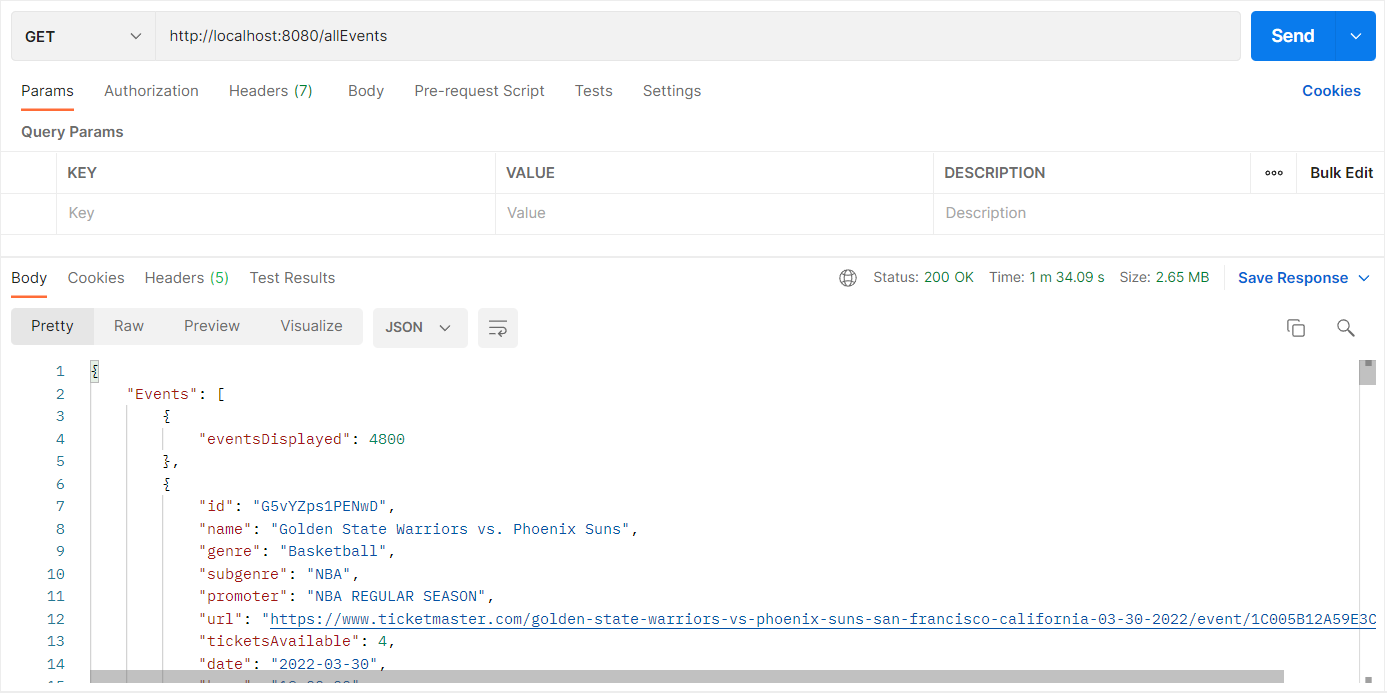 GET http://localhost:8080/allEvents Send
Params Authorization Headers (7) Body Pre-request Script Tests Settings Cookies
Query Params
KEY VALUE DESCRIPTION ooo Bulk Edit
Key Value Description
Body Cookies Headers (5) Test Results Status: 200 OK Time: 1 m 34.09 s Size: 2.65 MB Save Response
Pretty Raw Preview Visualize JSON
1 {
2 "Events": [
3 {
4 "eventsDisplayed": 4800
5 },
6 {
7 "id": "G5vYZps1PENwD",
8 "name": "Golden State Warriors vs. Phoenix Suns",
9 "genre": "Basketball",
10 "subgenre": "NBA",
11 "promoter": "NBA REGULAR SEASON",
12 "url": "https://www.ticketmaster.com/golden-state-warriors-vs-phoenix-suns-san-francisco-california-03-30-2022/event/1C005B12A59E3C
13 "ticketsAvailable": 4,
14 "date": "2022-03-30",